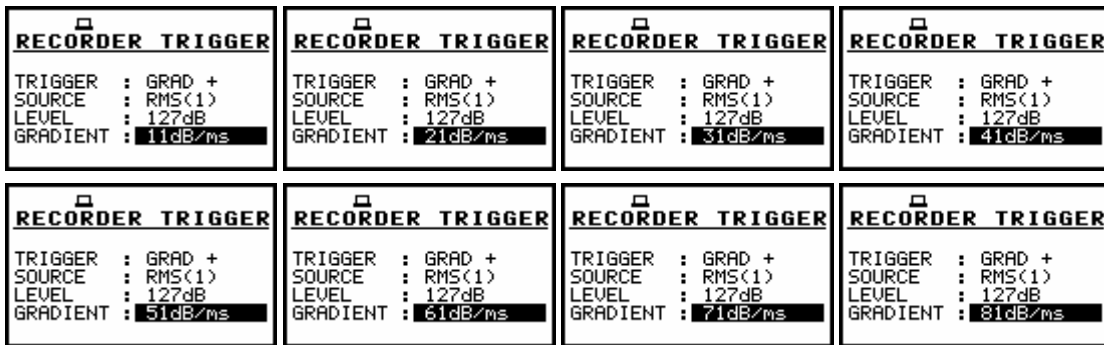 RECORDER TRIGGER
TRIGGER : GRAD +
SOURCE : RMS(1)
LEVEL : 127dB
GRADIENT : 11dB/ms
RECORDER TRIGGER
TRIGGER : GRAD +
SOURCE : RMS(1)
LEVEL : 127dB
GRADIENT : 21dB/ms
RECORDER TRIGGER
TRIGGER : GRAD +
SOURCE : RMS(1)
LEVEL : 127dB
GRADIENT : 31dB/ms
RECORDER TRIGGER
TRIGGER : GRAD +
SOURCE : RMS(1)
LEVEL : 127dB
GRADIENT : 41dB/ms
RECORDER TRIGGER
TRIGGER : GRAD +
SOURCE : RMS(1)
LEVEL : 127dB
GRADIENT : 51dB/ms
RECORDER TRIGGER
TRIGGER : GRAD +
SOURCE : RMS(1)
LEVEL : 127dB
GRADIENT : 61dB/ms
RECORDER TRIGGER
TRIGGER : GRAD +
SOURCE : RMS(1)
LEVEL : 127dB
GRADIENT : 71dB/ms
RECORDER TRIGGER
TRIGGER : GRAD +
SOURCE : RMS(1)
LEVEL : 127dB
GRADIENT : 81dB/ms